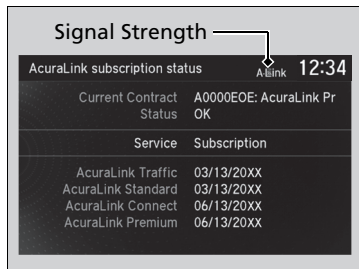 Signal Strength
AcuraLink subscription status A-Link 12:34
Current Contract A0000EOE: AcuraLink Pr
Status OK
Service Subscription
AcuraLink Traffic 03/13/20XX
AcuraLink Standard 03/13/20XX
AcuraLink Connect 06/13/20XX
AcuraLink Premium 06/13/20XX